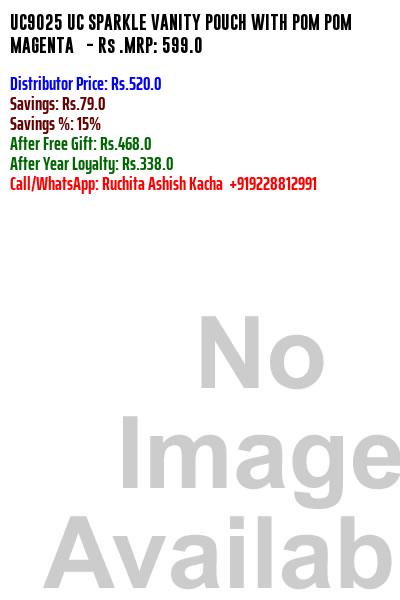 UC9025 UC SPARKLE VANITY POUCH WITH POM POM
MAGENTA - Rs .MRP: 599.0
Distributor Price: Rs.520.0
Savings: Rs.79.0
Savings %: 15%
After Free Gift: Rs.468.0
After Year Loyalty: Rs.338.0
Call/WhatsApp: Ruchita Ashish Kacha +919228812991
No
Image
Availab